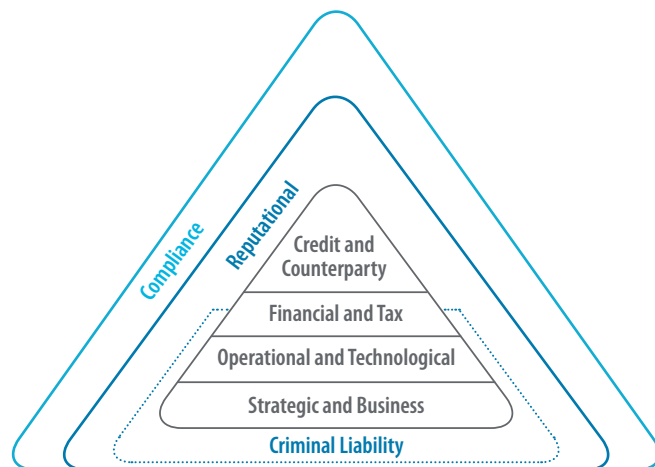 Compliance
Reputational
Credit and
Counterparty
Financial and Tax
Operational and Technological
Strategic and Business
Criminal Liability